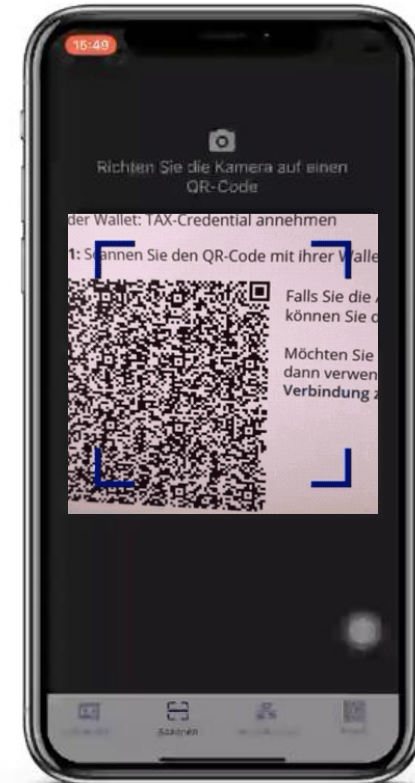 15:49
Richten Sie die Kamera auf einen
QR-Code
der Wallet: TAX-Credential annehmen
1: Scannen Sie den QR-Code mit ihrer Walle
Falls Sie die
können Sie d
Möchten Sie
dann verwen
Verbindung z
Scannen